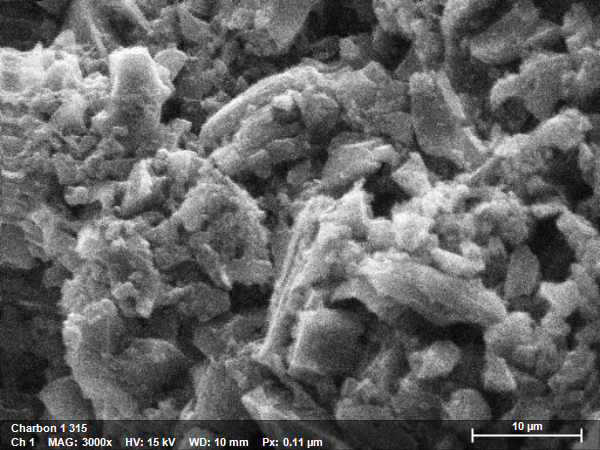 Charbon 1 315
10 µm
Ch 1 MAG: 3000x HV: 15 kV WD: 10 mm Px: 0.11 µm